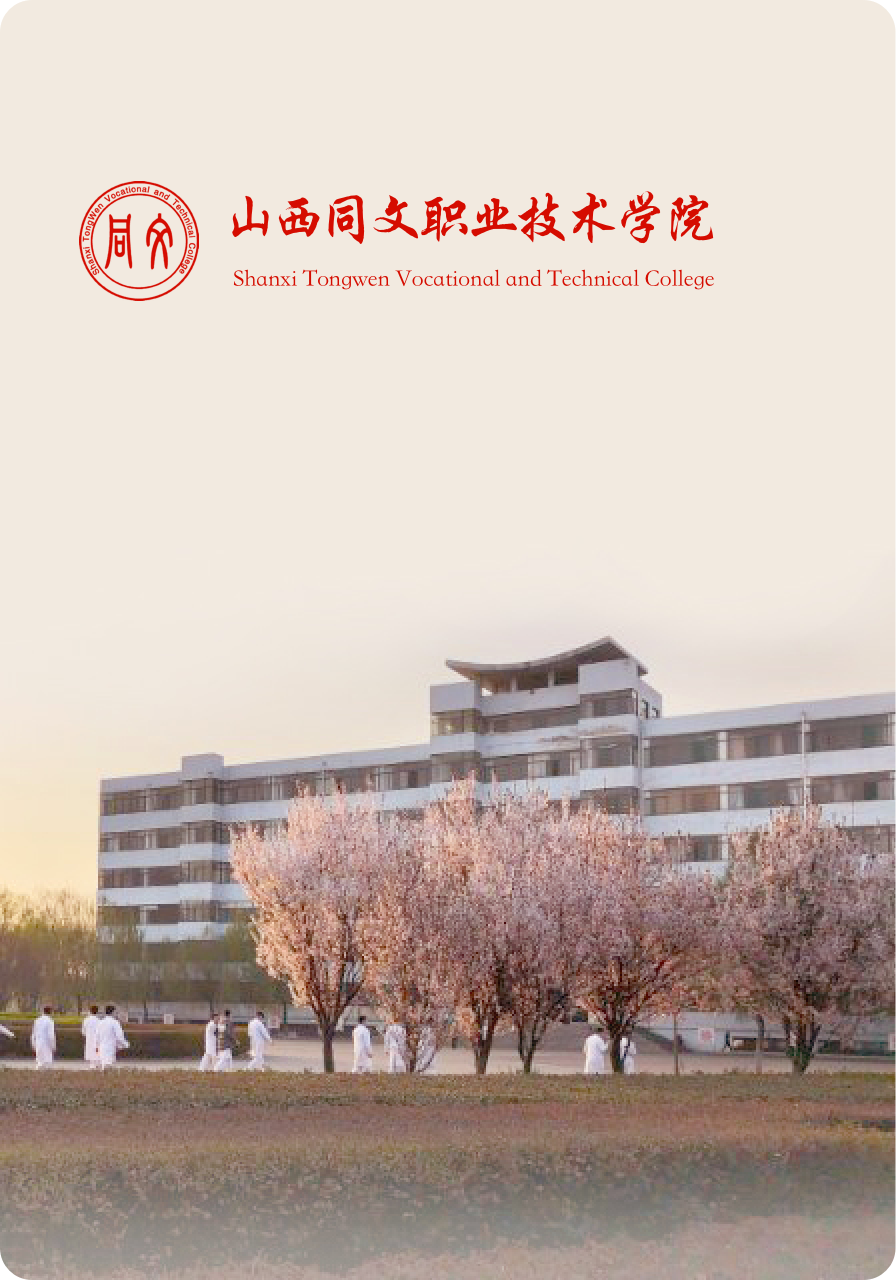 Shanxi TongWen Vocational and Technical College
同文
山西同文职业技术学院
Shanxi Tongwen Vocational and Technical College